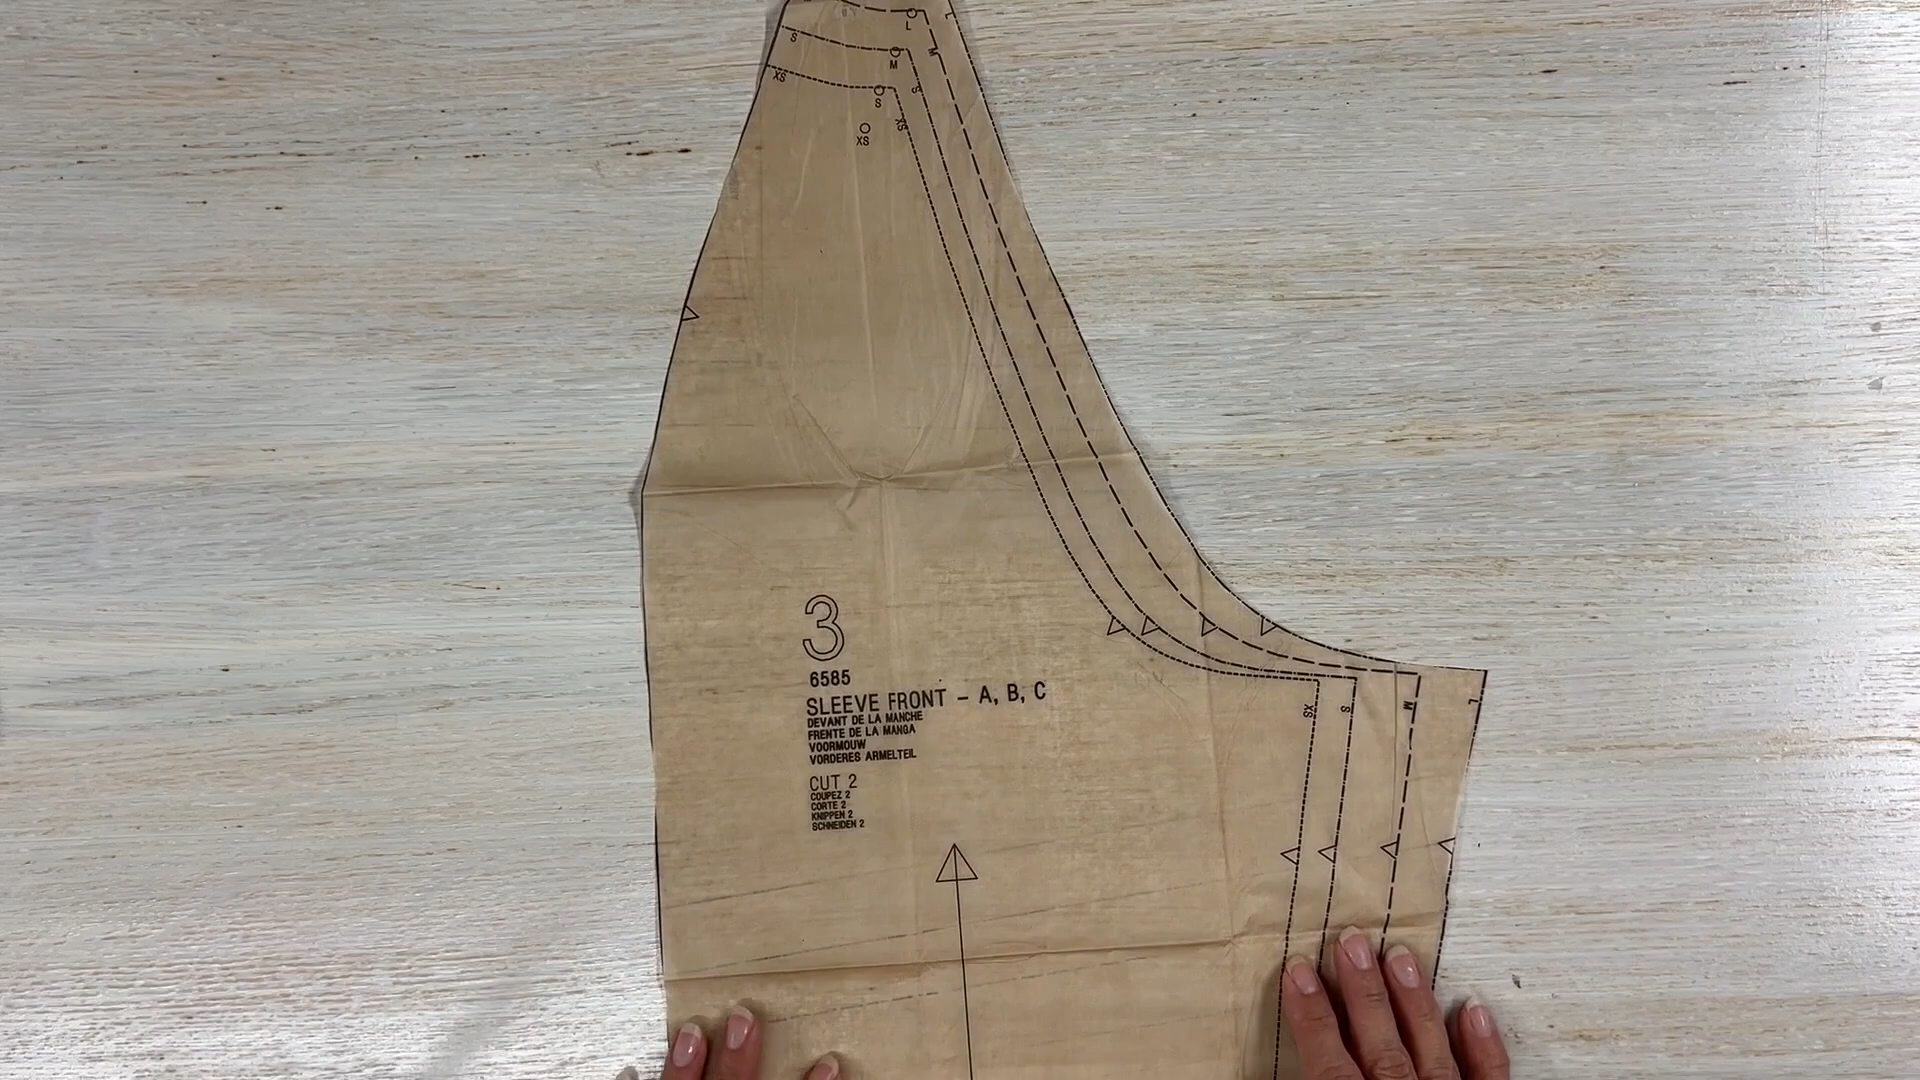 L
L
S
M
M
XS
S
S
XS
XS
3
6585
SLEEVE FRONT – A, B, C
DEVANT DE LA MANCHE
FRENTE DE LA MANGA
VOORMOUW
VORDERES ARMELTEIL
CUT 2
COUPEZ 2
CORTE 2
KNIPPEN 2
SCHNEIDEN 2
XS
S
M
L